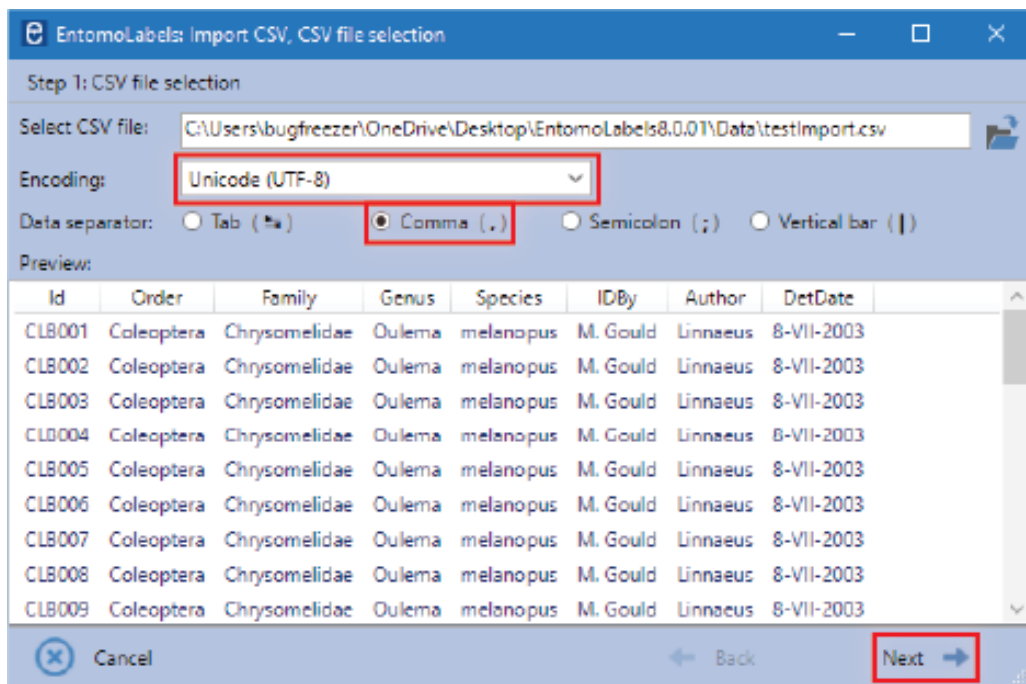 EntomoLabels: Import CSV, CSV file selection
Step 1: CSV file selection
Select CSV file: C:\Users\bugfreezer\OneDrive\Desktop\EntomoLabels8.0.01\Data\testImport.csv
Encoding: Unicode (UTF-8)
Data separator: Tab (↹) Comma (,) Semicolon (;) Vertical bar (|)
Preview:
Id Order Family Genus Species IDBy Author DetDate
CLB001 Coleoptera Chrysomelidae Oulema melanopus M. Gould Linnaeus 8-VII-2003
CLB002 Coleoptera Chrysomelidae Oulema melanopus M. Gould Linnaeus 8-VII-2003
CLB003 Coleoptera Chrysomelidae Oulema melanopus M. Gould Linnaeus 8-VII-2003
CLB004 Coleoptera Chrysomelidae Oulema melanopus M. Gould Linnaeus 8-VII-2003
CLB005 Coleoptera Chrysomelidae Oulema melanopus M. Gould Linnaeus 8-VII-2003
CLB006 Coleoptera Chrysomelidae Oulema melanopus M. Gould Linnaeus 8-VII-2003
CLB007 Coleoptera Chrysomelidae Oulema melanopus M. Gould Linnaeus 8-VII-2003
CLB008 Coleoptera Chrysomelidae Oulema melanopus M. Gould Linnaeus 8-VII-2003
CLB009 Coleoptera Chrysomelidae Oulema melanopus M. Gould Linnaeus 8-VII-2003
Cancel Back Next